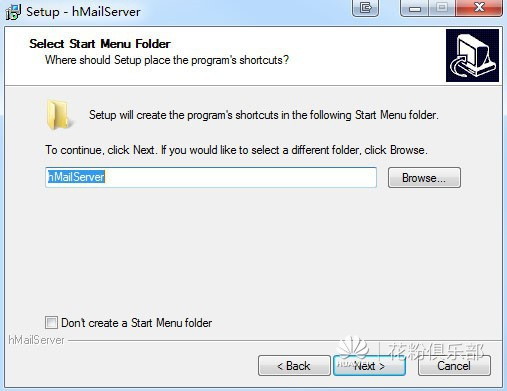 Setup - hMailServer
Select Start Menu Folder
Where should Setup place the program's shortcuts?
Setup will create the program's shortcuts in the following Start Menu folder.
To continue, click Next. If you would like to select a different folder, click Browse.
hMailServer
Browse...
Don't create a Start Menu folder
hMailServer
花粉俱乐部
< Back
Next >
Cancel